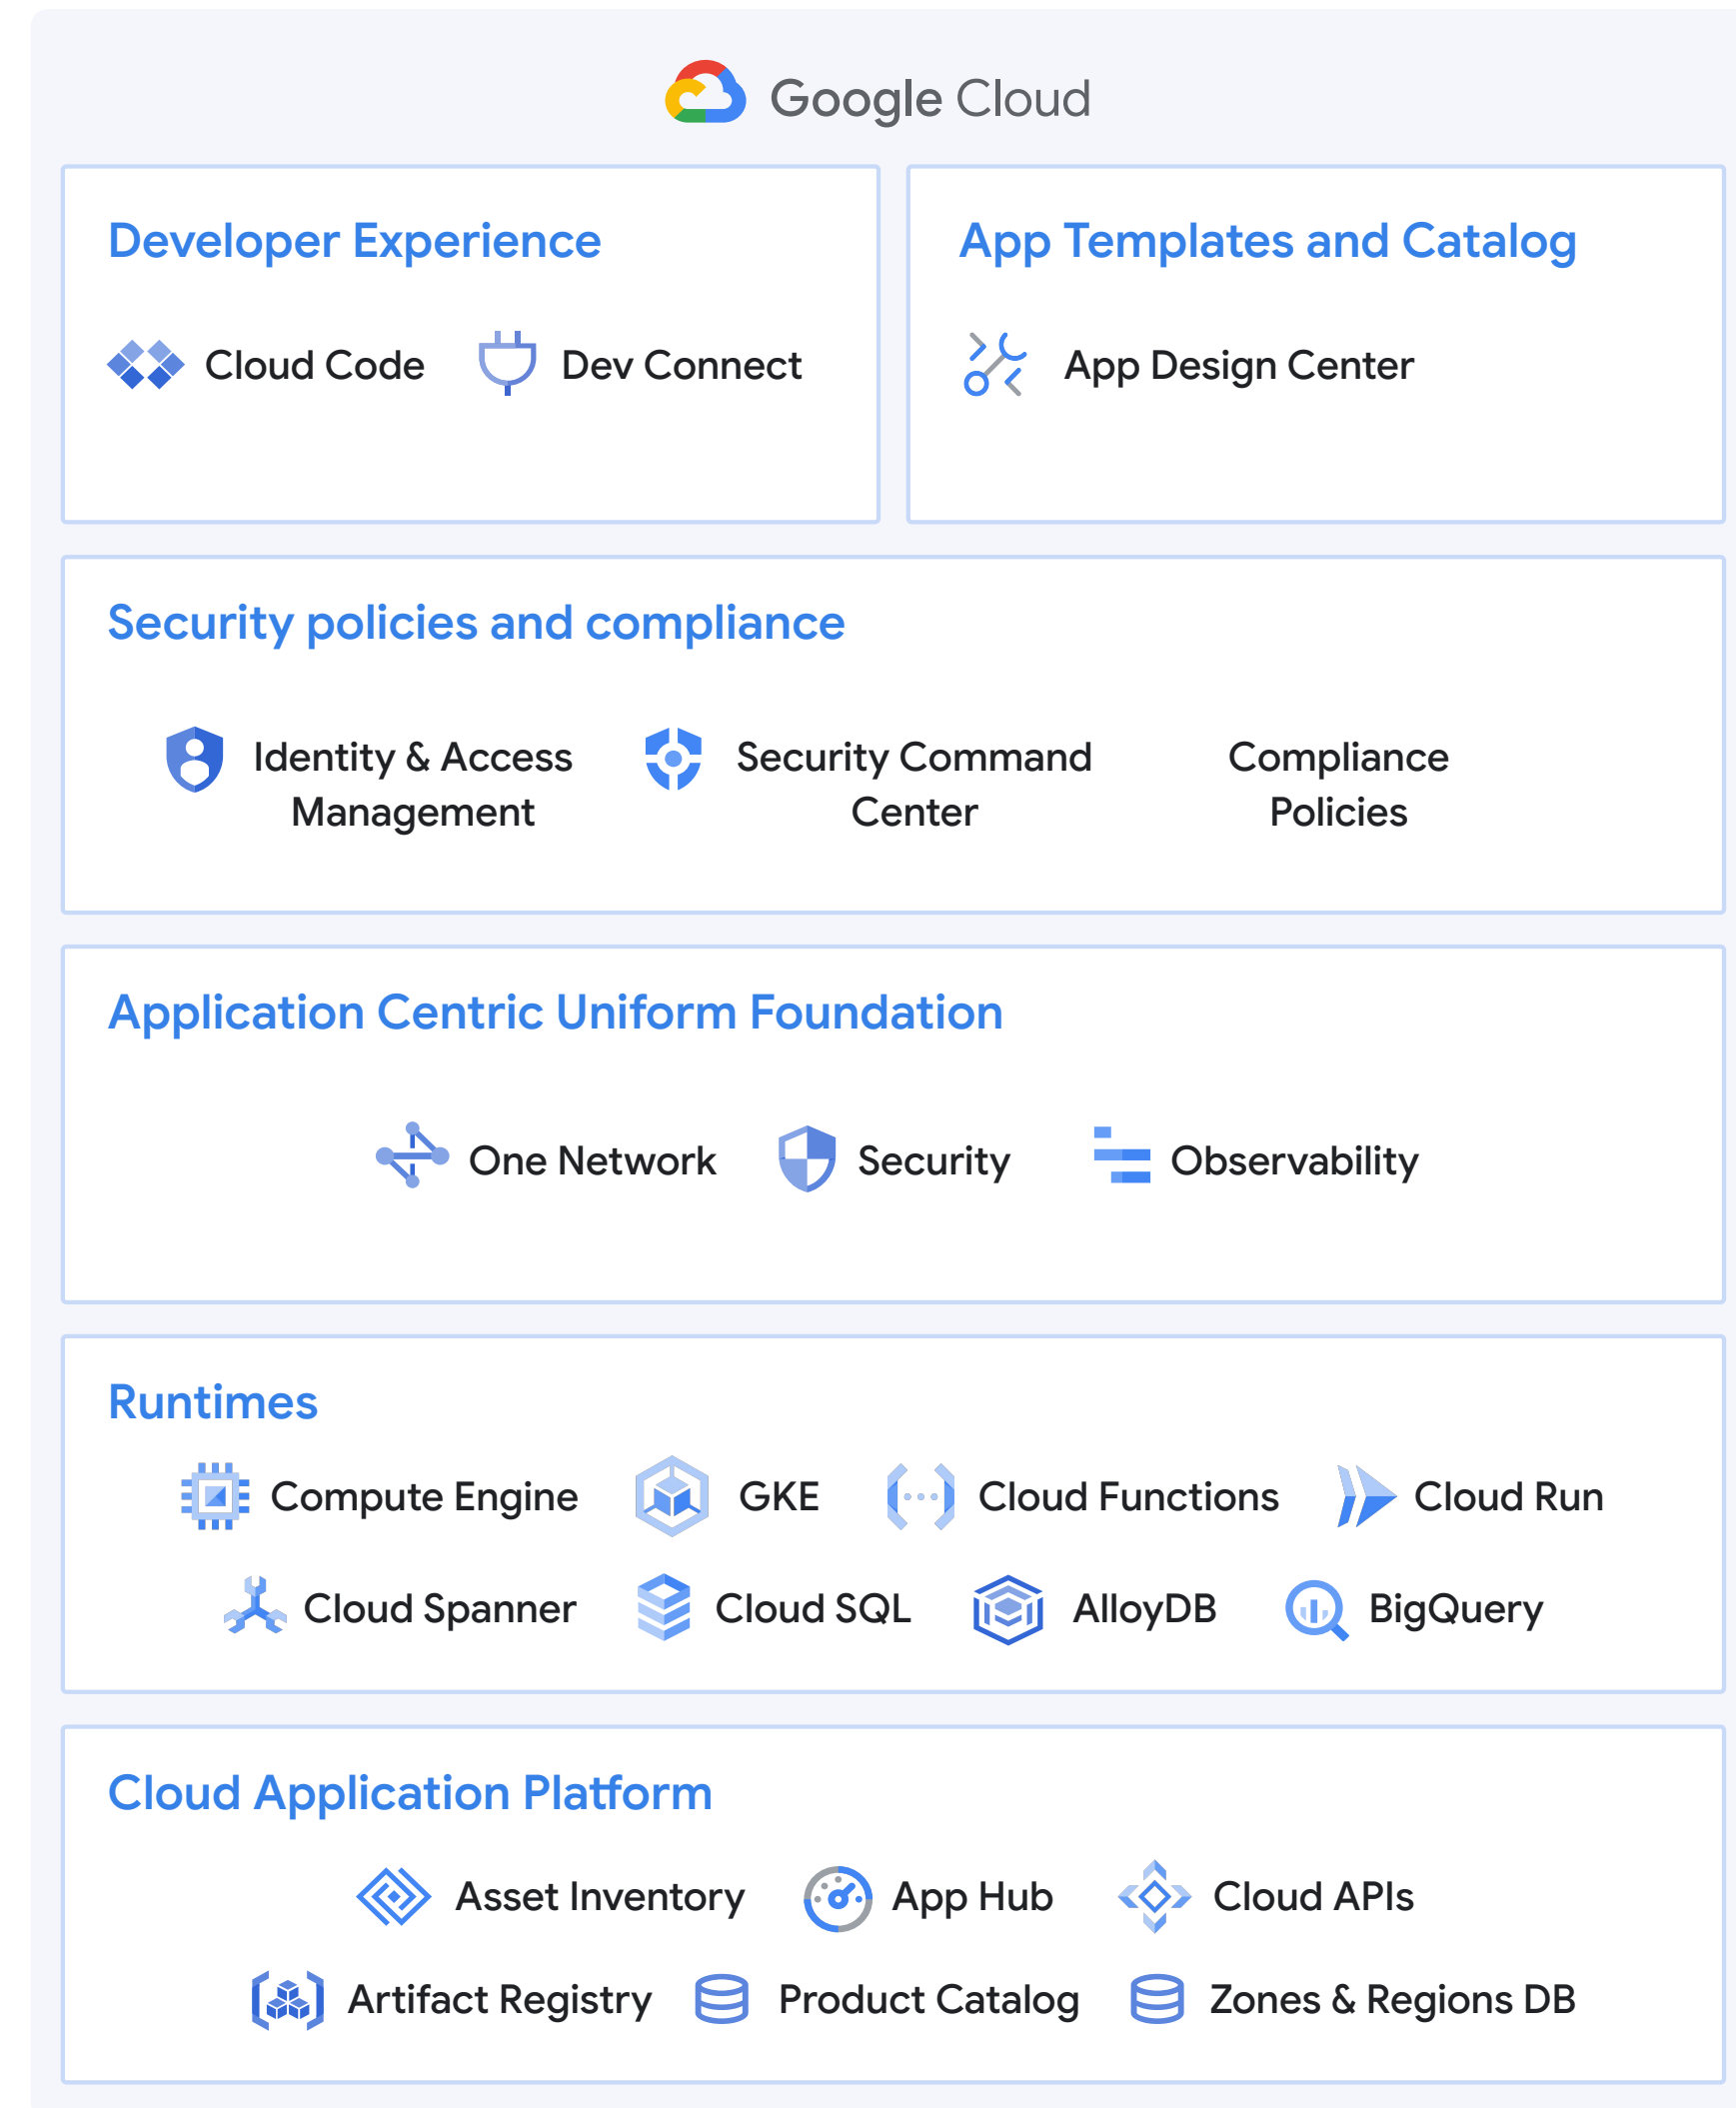 Google Cloud
Developer Experience
Cloud Code
Dev Connect
App Templates and Catalog
App Design Center
Security policies and compliance
Identity & Access
Management
Security Command
Center
Compliance
Policies
Application Centric Uniform Foundation
One Network
Security
Observability
Runtimes
Compute Engine
GKE
Cloud Functions
Cloud Run
Cloud Spanner
Cloud SQL
AlloyDB
BigQuery
Cloud Application Platform
Asset Inventory
App Hub
Cloud APIs
Artifact Registry
Product Catalog
Zones & Regions DB